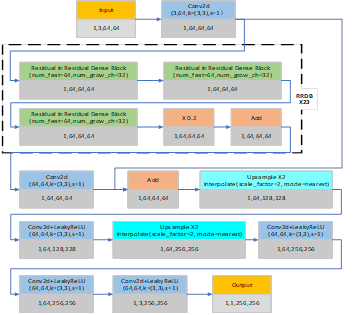 Input
1,3,64,64
Conv2d
(3,64,k=(3,3),s=1)
1,64,64,64
Residual in Residual Dense Block
(num_feat=64,num_grow_ch=32)
1,64,64,64
Residual in Residual Dense Block
(num_feat=64,num_grow_ch=32)
1,64,64,64
RRDB
X23
Residual in Residual Dense Block
(num_feat=64,num_grow_ch=32)
1,64,64,64
X 0.2
1,64,64,64
Add
1,64,64,64
Conv2d
(64,64,k=(3,3),s=1)
1,64,64,64
Add
1,64,64,64
Upsample X2
interpolate(scale_factor=2, mode=nearest)
1,64,128,128
Conv2d+LeakyReLU
(64,64,k=(3,3),s=1)
1,64,128,128
Upsample X2
interpolate(scale_factor=2, mode=nearest)
1,64,256,256
Conv2d+LeakyReLU
(64,64,k=(3,3),s=1)
1,64,256,256
Conv2d+LeakyReLU
(64,64,k=(3,3),s=1)
1,64,256,256
Conv2d+LeakyReLU
(64,64,k=(3,3),s=1)
1,3,256,256
Output
1,1,256,256